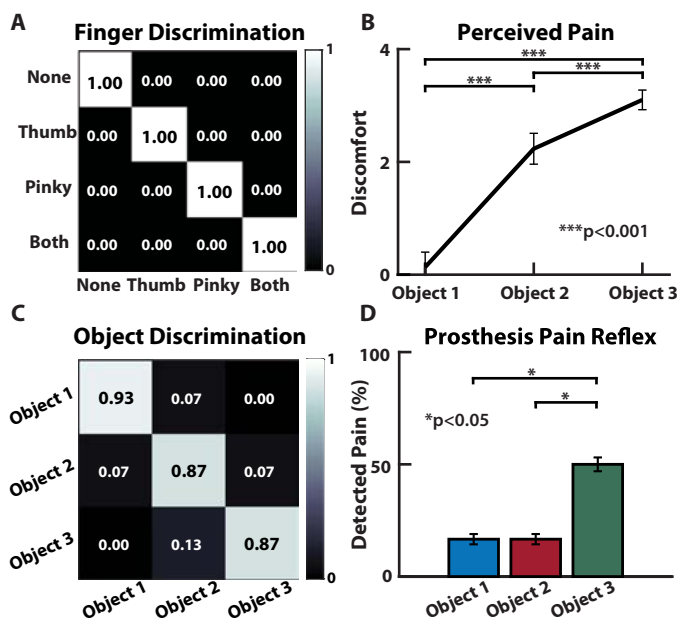 A
Finger Discrimination
None
1.00 0.00 0.00 0.00
Thumb
0.00 1.00 0.00 0.00
Pinky
0.00 0.00 1.00 0.00
Both
0.00 0.00 0.00 1.00
None Thumb Pinky Both
1
0
B
Perceived Pain
Discomfort
4
2
0
***
***
***
***p<0.001
Object 1 Object 2 Object 3
C
Object Discrimination
Object 1
0.93 0.07 0.00
Object 2
0.07 0.87 0.07
Object 3
0.00 0.13 0.87
Object 1 Object 2 Object 3
1
0
D
Prosthesis Pain Reflex
Detected Pain (%)
100
50
0
*
*
*p<0.05
Object 1 Object 2 Object 3